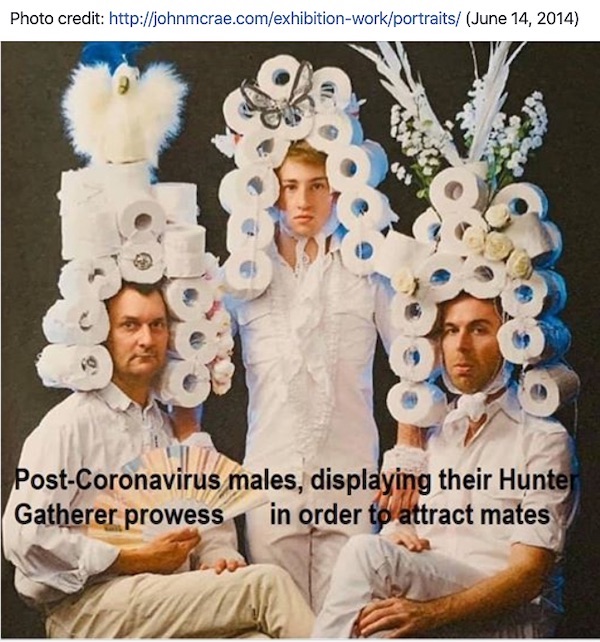 Photo credit: http://johnmcrae.com/exhibition-work/portraits/ (June 14, 2014)
Post-Coronavirus males, displaying their Hunter
Gatherer prowess in order to attract mates